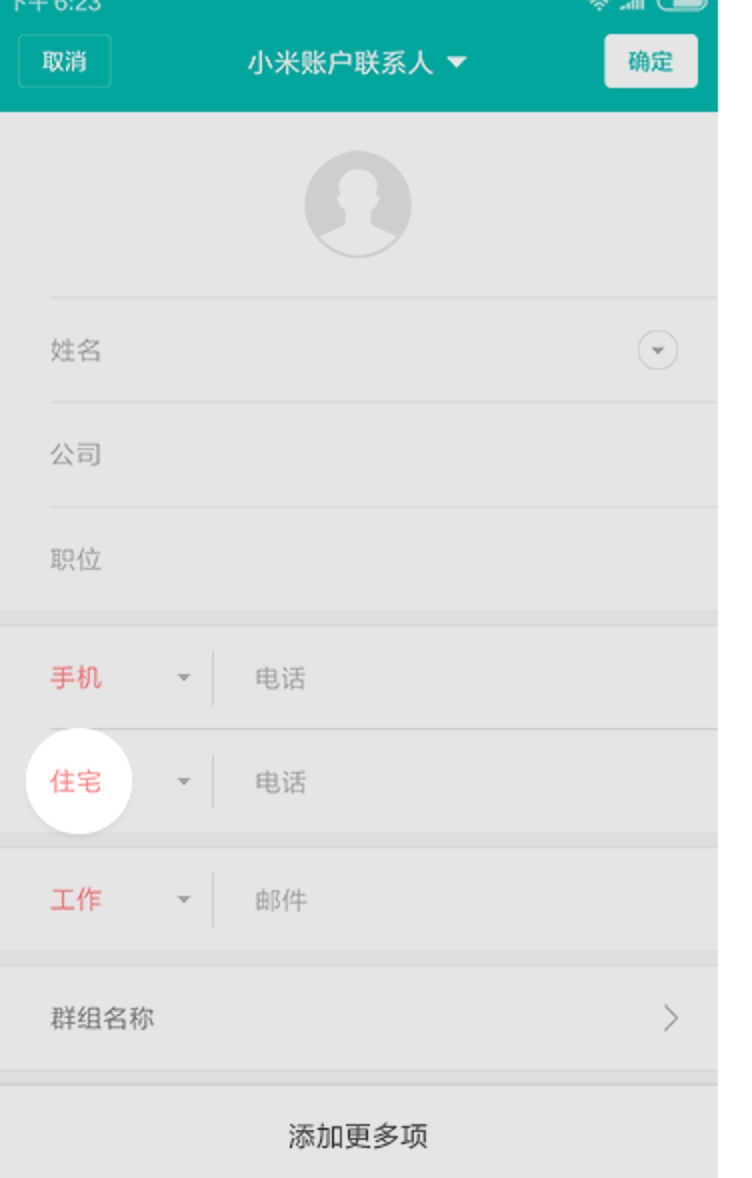 下午 6:23
取消
小米账户联系人
确定
姓名
公司
职位
手机
电话
住宅
电话
工作
邮件
群组名称
添加更多项